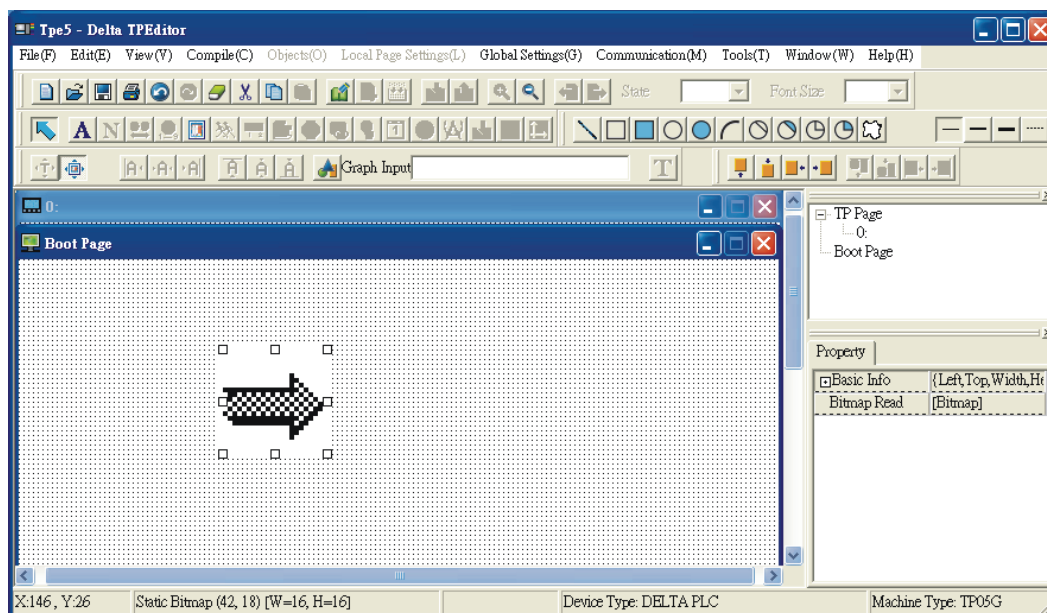 Tpe5 - Delta TPEditor
File(F) Edit(E) View(V) Compile(C) Objects(O) Local Page Settings(L) Global Settings(G) Communication(M) Tools(T) Window(W) Help(H)
State Font Size
A N 1
T A A A A A A Graph Input T
0:
Boot Page
TP Page
0:
Boot Page
Property
Basic Info {Left,Top,Width,He
Bitmap Read [Bitmap]
X:146 , Y:26 Static Bitmap (42, 18) [W=16, H=16] Device Type: DELTA PLC Machine Type: TP05G